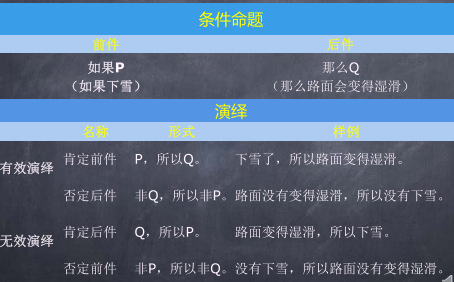 条件命题
前件 后件
如果P 那么Q
(如果下雪) (那么路面会变得湿滑)
演绎
名称 形式 样例
有效演绎
肯定前件 P，所以Q。 下雪了，所以路面变得湿滑。
否定后件 非Q，所以非P。 路面没有变得湿滑，所以没有下雪。
无效演绎
肯定后件 Q，所以P。 路面变得湿滑，所以下雪。
否定前件 非P，所以非Q。 没有下雪，所以路面没有变得湿滑。